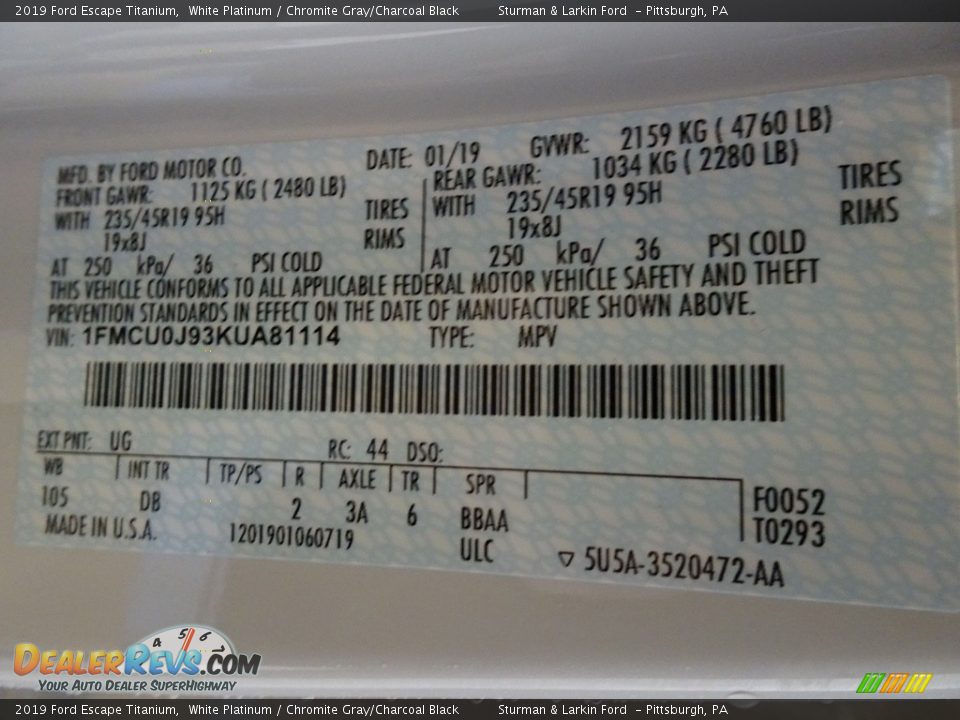 2019 Ford Escape Titanium, White Platinum / Chromite Gray/Charcoal Black Sturman & Larkin Ford - Pittsburgh, PA
MFD. BY FORD MOTOR CO. DATE: 01/19 GVWR: 2159 KG ( 4760 LB)
FRONT GAWR: 1125 KG ( 2480 LB) REAR GAWR: 1034 KG ( 2280 LB)
WITH 235/45R19 95H TIRES WITH 235/45R19 95H TIRES
19x8J RIMS 19x8J RIMS
AT 250 kPa/ 36 PSI COLD AT 250 kPa/ 36 PSI COLD
THIS VEHICLE CONFORMS TO ALL APPLICABLE FEDERAL MOTOR VEHICLE SAFETY AND THEFT
PREVENTION STANDARDS IN EFFECT ON THE DATE OF MANUFACTURE SHOWN ABOVE.
VIN: 1FMCU0J93KUA81114 TYPE: MPV
EXT PNT: UG RC: 44 DSO:
WB INT TR TP/PS R AXLE TR SPR
105 DB 2 3A 6 BBAA F0052
MADE IN U.S.A. 1201901060719 ULC T0293
▽ 5U5A-3520472-AA
4 5 6
DEALERREVS.COM
YOUR AUTO DEALER SUPERHIGHWAY
2019 Ford Escape Titanium, White Platinum / Chromite Gray/Charcoal Black Sturman & Larkin Ford - Pittsburgh, PA